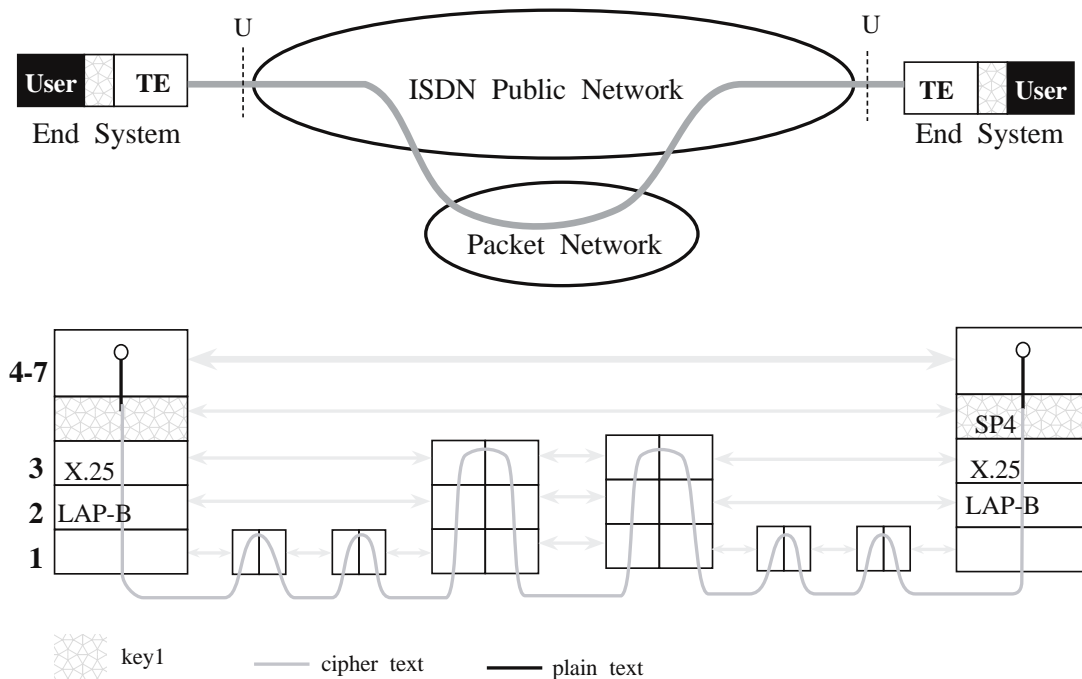 U
U
User TE
ISDN Public Network
TE User
End System
End System
Packet Network
4-7
SP4
3 X.25
X.25
2 LAP-B
LAP-B
1
key1
cipher text
plain text